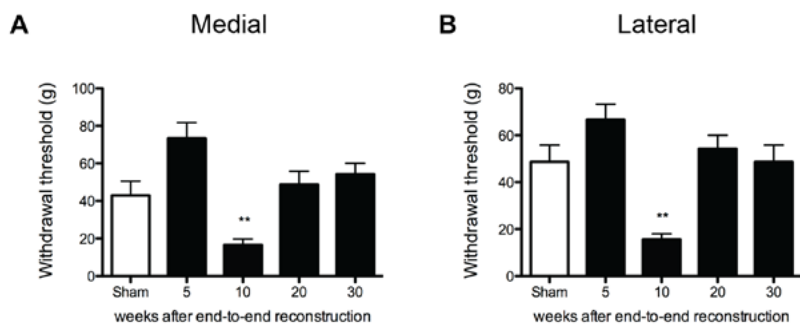 A Medial
Withdrawal threshold (g)
100
80
60
40
20
0
**
Sham 5 10 20 30
weeks after end-to-end reconstruction
B Lateral
Withdrawal threshold (g)
80
60
40
20
0
**
Sham 5 10 20 30
weeks after end-to-end reconstruction